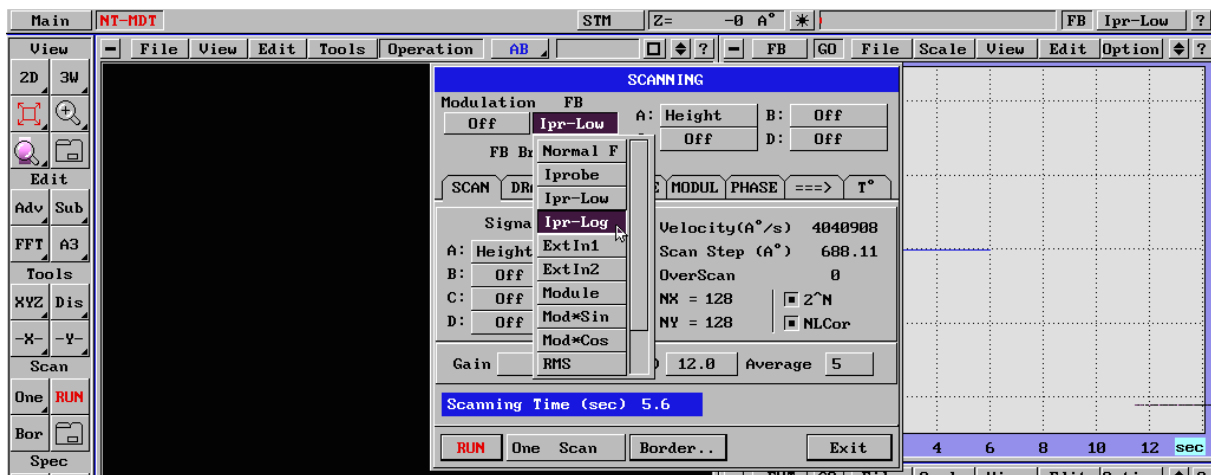 Main NT-MDT STM Z= -0 A° FB Ipr-Low ?
View - File View Edit Tools Operation AB ? - FB GO File Scale View Edit Option ?
2D 3W
Edit
Adv Sub
FFT A3
Tools
XYZ Dis
-X- -Y-
Scan
One RUN
Bor
Spec
SCANNING
Modulation FB
Off Ipr-Low
A: Height B: Off
Off D: Off
FB Br
Normal F
Iprobe
Ipr-Low
Ipr-Log
ExtIn1
ExtIn2
Module
Mod*Sin
Mod*Cos
RMS
SCAN MODUL PHASE ===> T°
Signa
A: Height
B: Off
C: Off
D: Off
Velocity(A°/s) 4040908
Scan Step (A°) 688.11
OverScan 0
NX = 128 2^N
NY = 128 NLCor
Gain 12.0 Average 5
Scanning Time (sec) 5.6
RUN One Scan Border.. Exit
4 6 8 10 12 sec